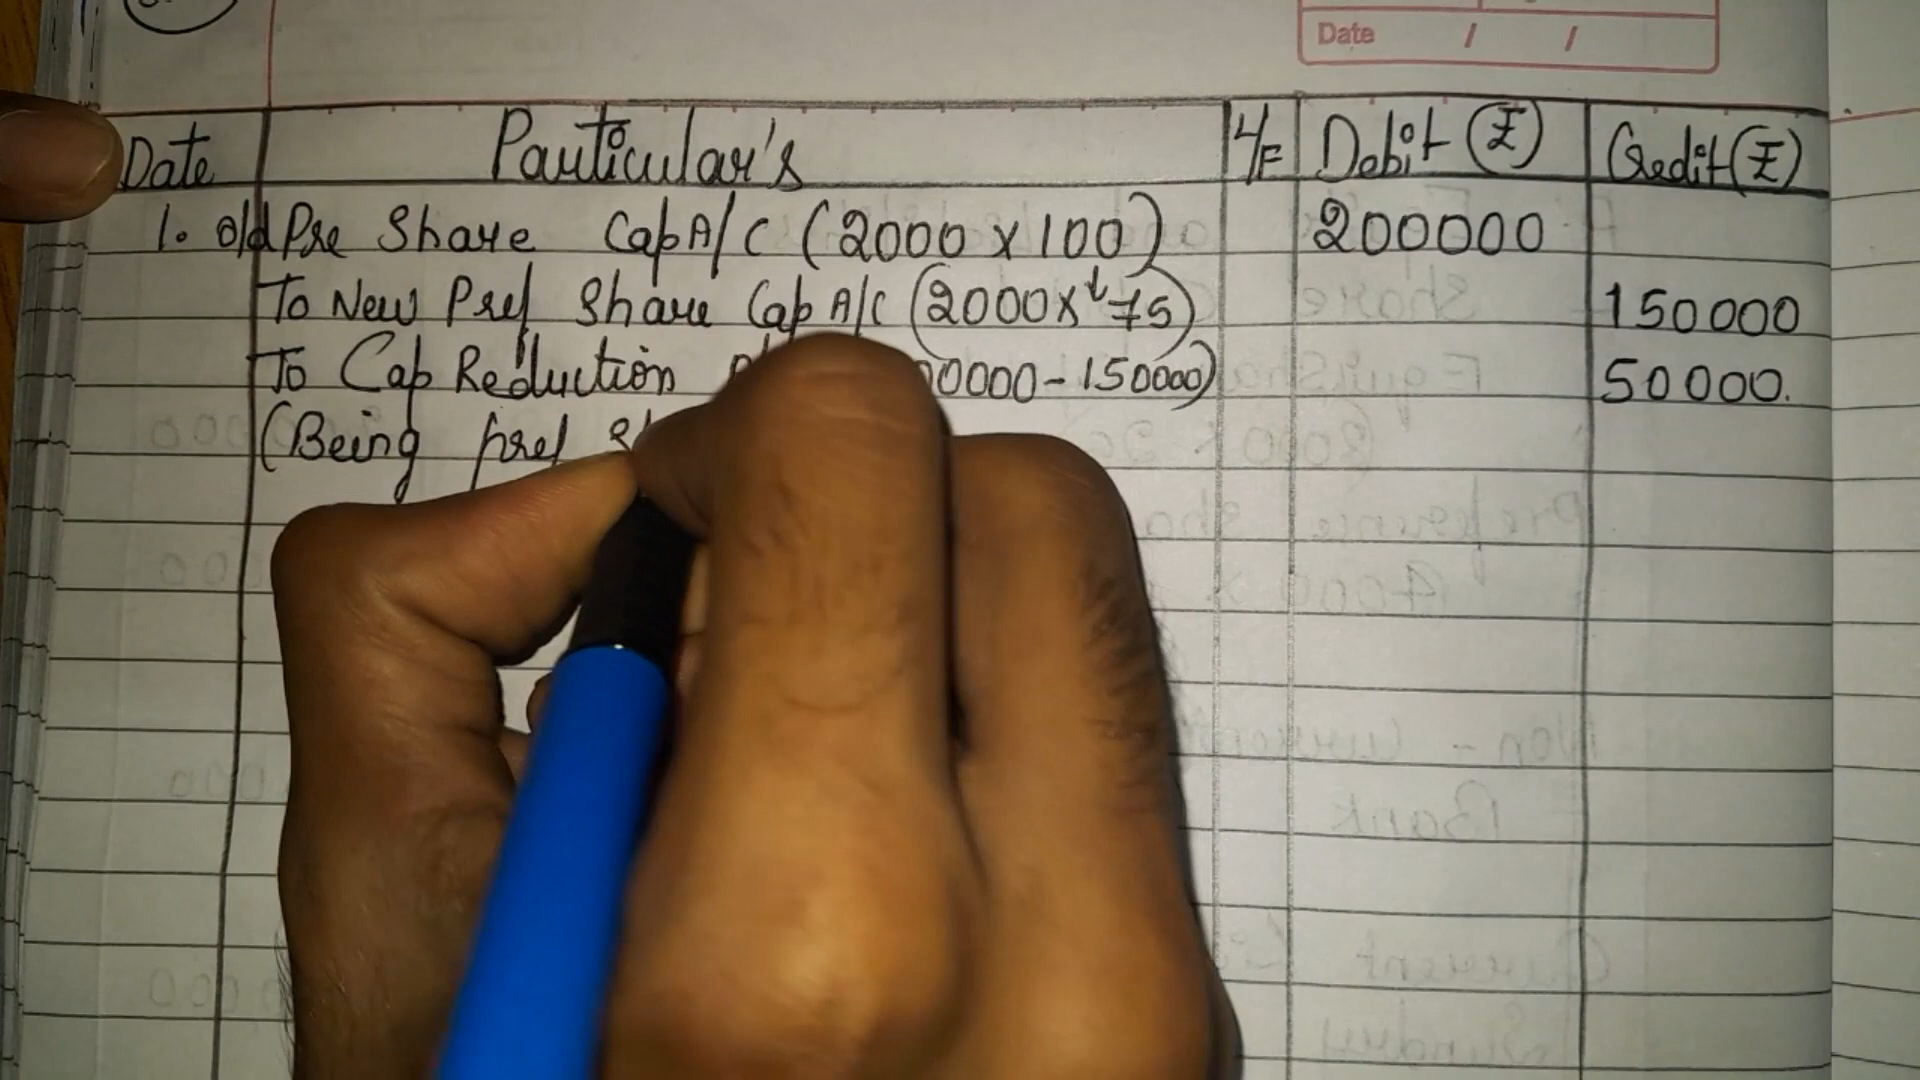 Date / /
Date Particular's L/F Debit (₹) Credit (₹)
1. old Pre Share Cap A/C (2000 x 100) 200000
To New Pref Share Cap A/C (2000x 75) 150000
To Cap Reduction 0000-150000) 50000.
(Being pref